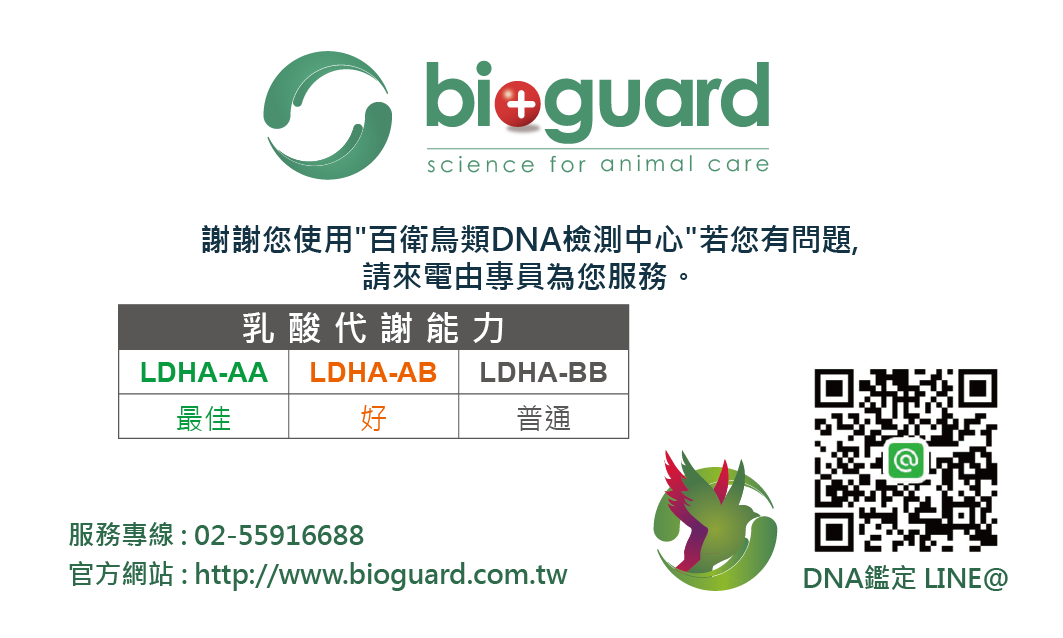 bioguard
science for animal care
謝謝您使用"百衛鳥類DNA檢測中心"若您有問題,
請來電由專員為您服務。
乳酸代謝能力
LDHA-AA LDHA-AB LDHA-BB
最佳 好 普通
服務專線 : 02-55916688
官方網站 : http://www.bioguard.com.tw
DNA鑑定 LINE@